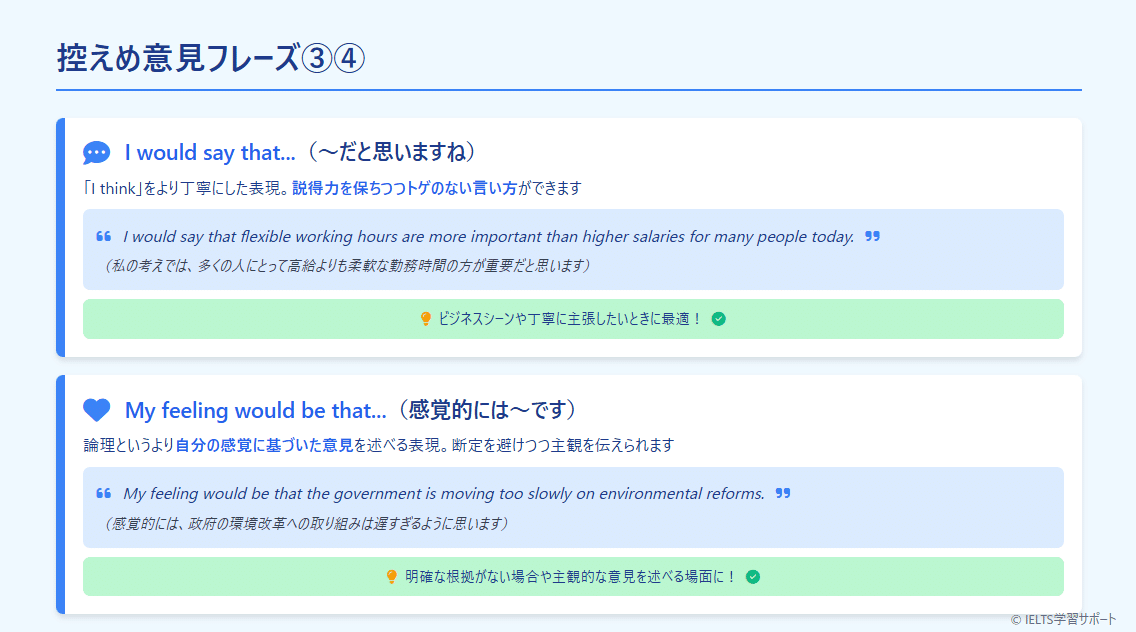 控えめ意見フレーズ③④
I would say that...（〜だと思いますね）
「I think」をより丁寧にした表現。説得力を保ちつつトゲのない言い方ができます
❝ I would say that flexible working hours are more important than higher salaries for many people today. ❞
（私の考えでは、多くの人にとって高給よりも柔軟な勤務時間の方が重要だと思います）
ビジネスシーンや丁寧に主張したいときに最適！
My feeling would be that...（感覚的には〜です）
論理というより自分の感覚に基づいた意見を述べる表現。断定を避けつつ主観を伝えられます
❝ My feeling would be that the government is moving too slowly on environmental reforms. ❞
（感覚的には、政府の環境改革への取り組みは遅すぎるように思います）
明確な根拠がない場合や主観的な意見を述べる場面に！
© IELTS学習サポート